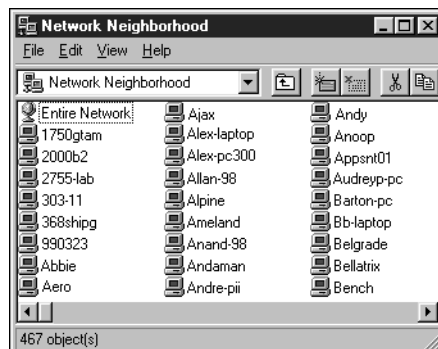 Network Neighborhood
File Edit View Help
Network Neighborhood
Entire Network
1750gtam
2000b2
2755-lab
303-11
368shipg
990323
Abbie
Aero
Ajax
Alex-laptop
Alex-pc300
Allan-98
Alpine
Ameland
Anand-98
Andaman
Andre-pii
Andy
Anoop
Appsnt01
Audreyp-pc
Barton-pc
Bb-laptop
Belgrade
Bellatrix
Bench
467 object(s)